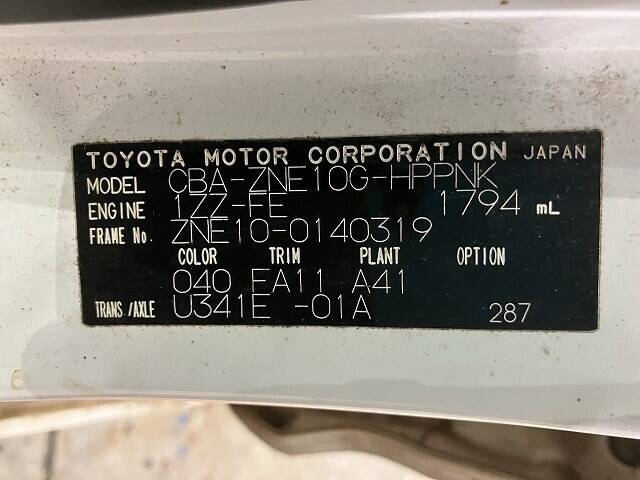 TOYOTA MOTOR CORPORATION JAPAN
MODEL CBA-ZNE10G-HPPNK
ENGINE 1ZZ-FE 1794 mL
FRAME No. ZNE10-0140319
COLOR TRIM PLANT OPTION
040 EA11 A41
TRANS./AXLE U341E -01A 287